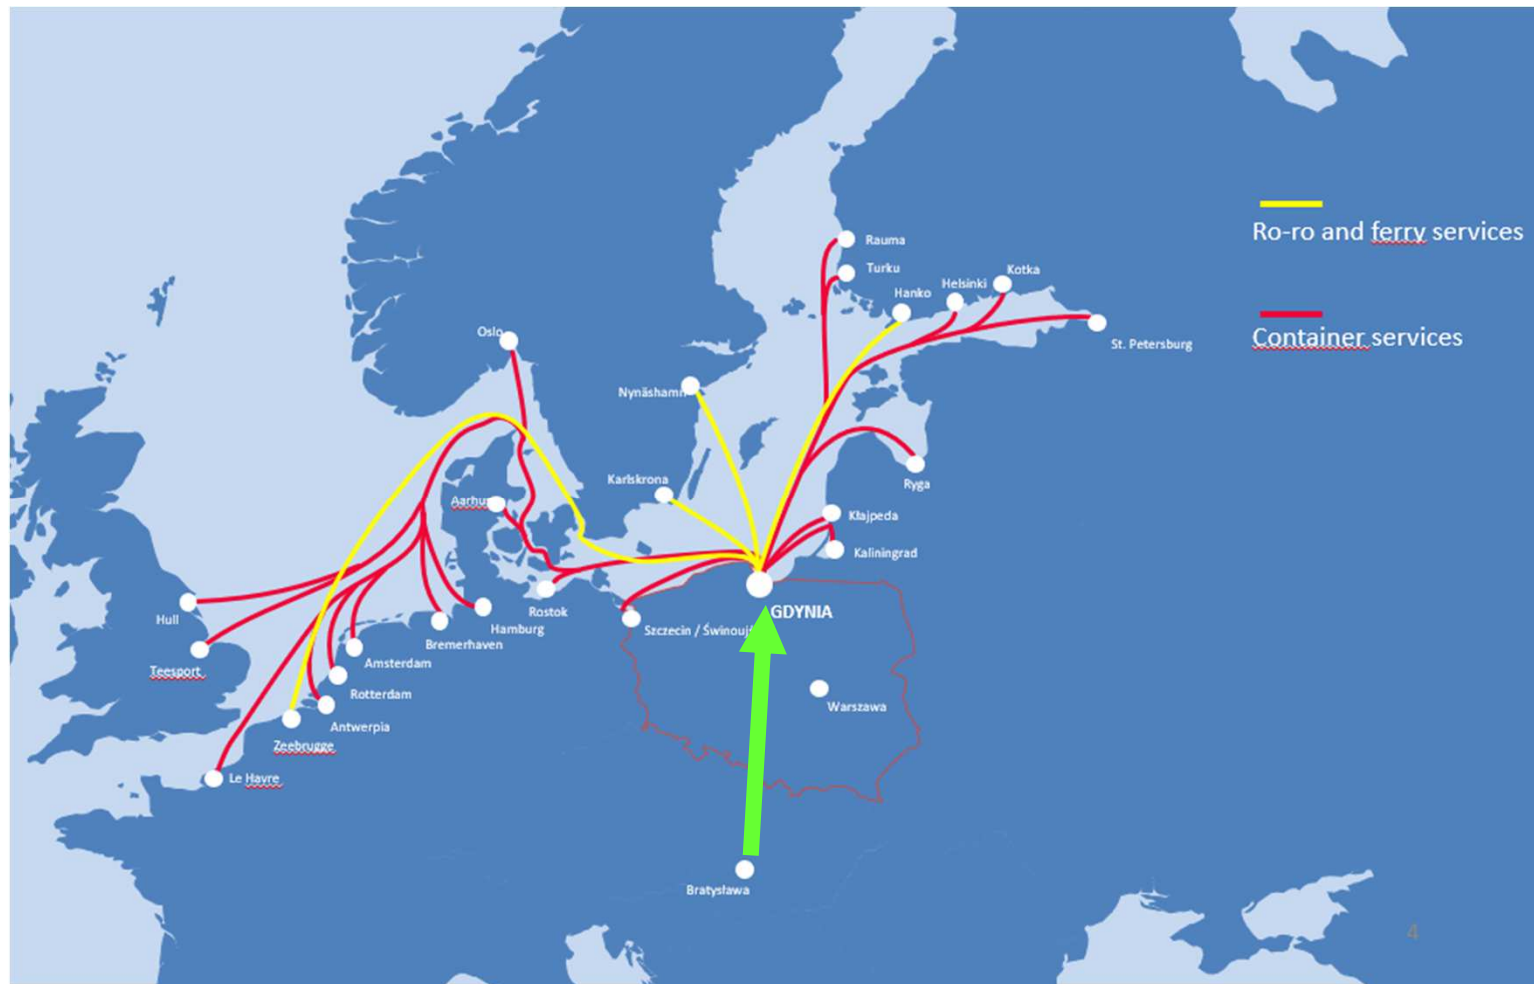 Rauma
Turku
Hanko
Helsinki
Kotka
St. Petersburg
Ro-ro and ferry services
Container services
Oslo
Nynäshamn
Karlskrona
Aarhus
Ryga
Kłajpeda
Kaliningrad
Hull
Teesport
Rostok
Hamburg
Bremerhaven
Szczecin /
GDYNIA
Amsterdam
Rotterdam
Antwerpia
Zeebrugge
Le Havre
Warszawa
Bratysława
4